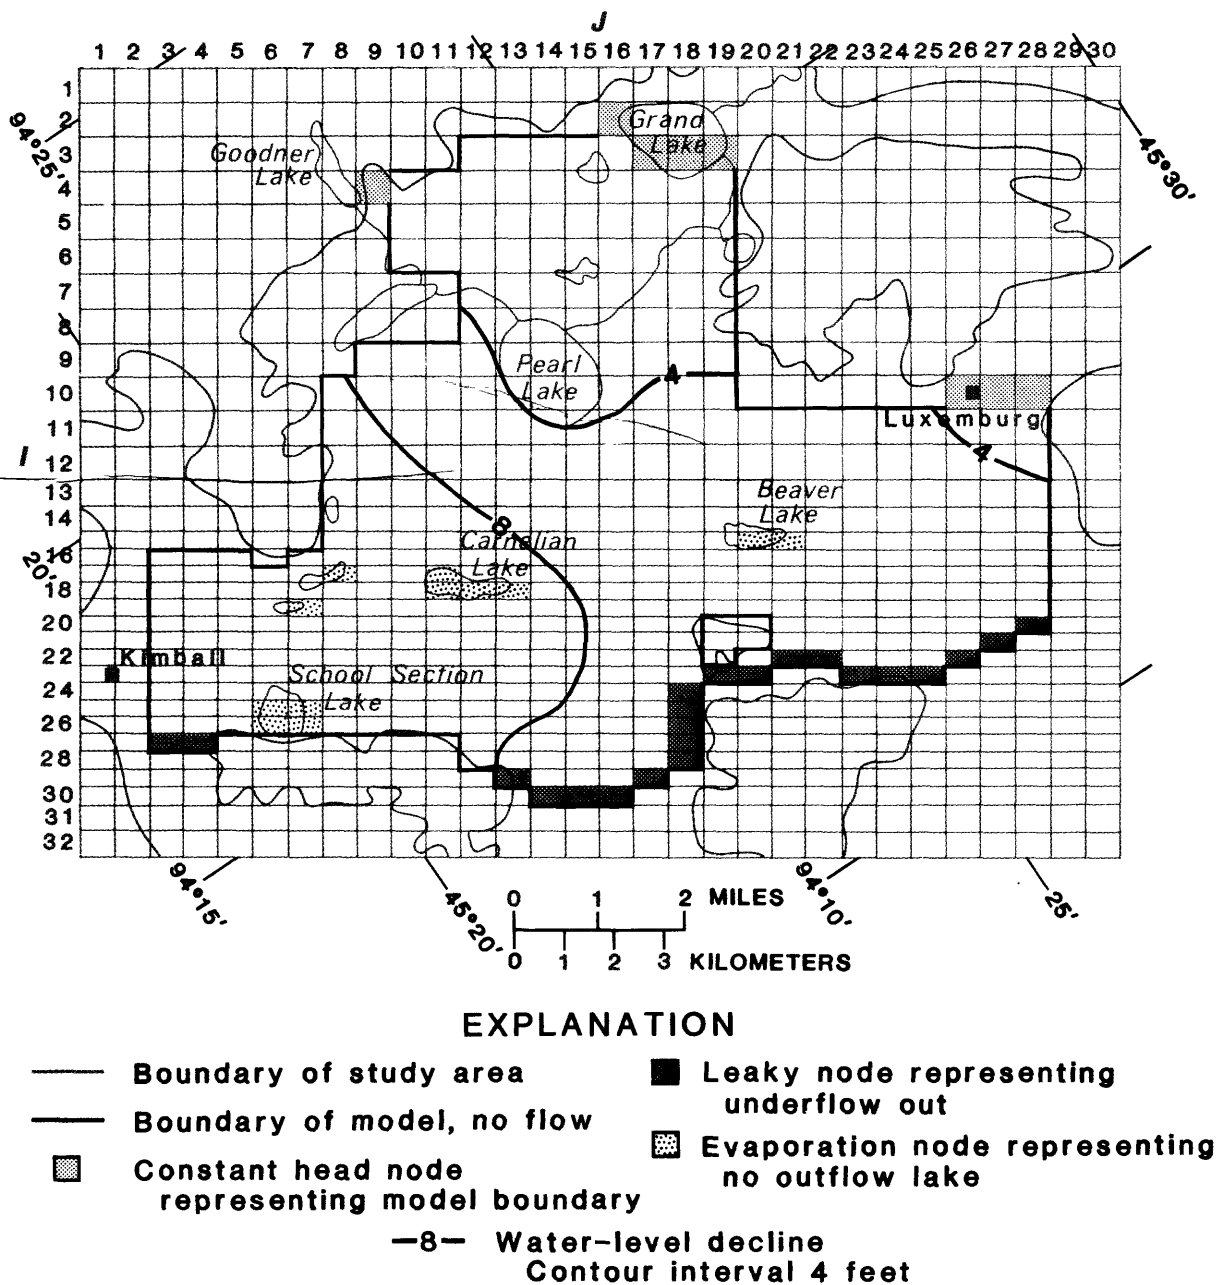 J
1 2 3 4 5 6 7 8 9 10 11 12 13 14 15 16 17 18 19 20 21 22 23 24 25 26 27 28 29 30
1
2
3
4
5
6
7
8
9
10
11
12
13
14
16
18
20
22
24
26
28
30
31
32
I
94°25'
45°30'
20'
Goodner
Lake
Grand
Lake
Pearl
Lake
4
Luxemburg
4
Beaver
Lake
8
Carnelian
Lake
Kimball
School Section
Lake
94°15'
45°20'
94°10'
25'
0 1 2 MILES
0 1 2 3 KILOMETERS
EXPLANATION
Boundary of study area
Boundary of model, no flow
Constant head node
representing model boundary
Leaky node representing
underflow out
Evaporation node representing
no outflow lake
—8— Water-level decline
Contour interval 4 feet